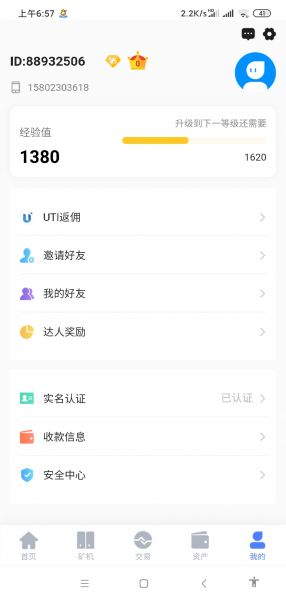 上午6:57 2.2K/s 41
ID:88932506 V5 0
15802303618
经验值 升级到下一等级还需要
1380 1620
UTI返佣
邀请好友
我的好友
达人奖励
实名认证 已认证
收款信息
安全中心
首页 矿机 交易 资产 我的